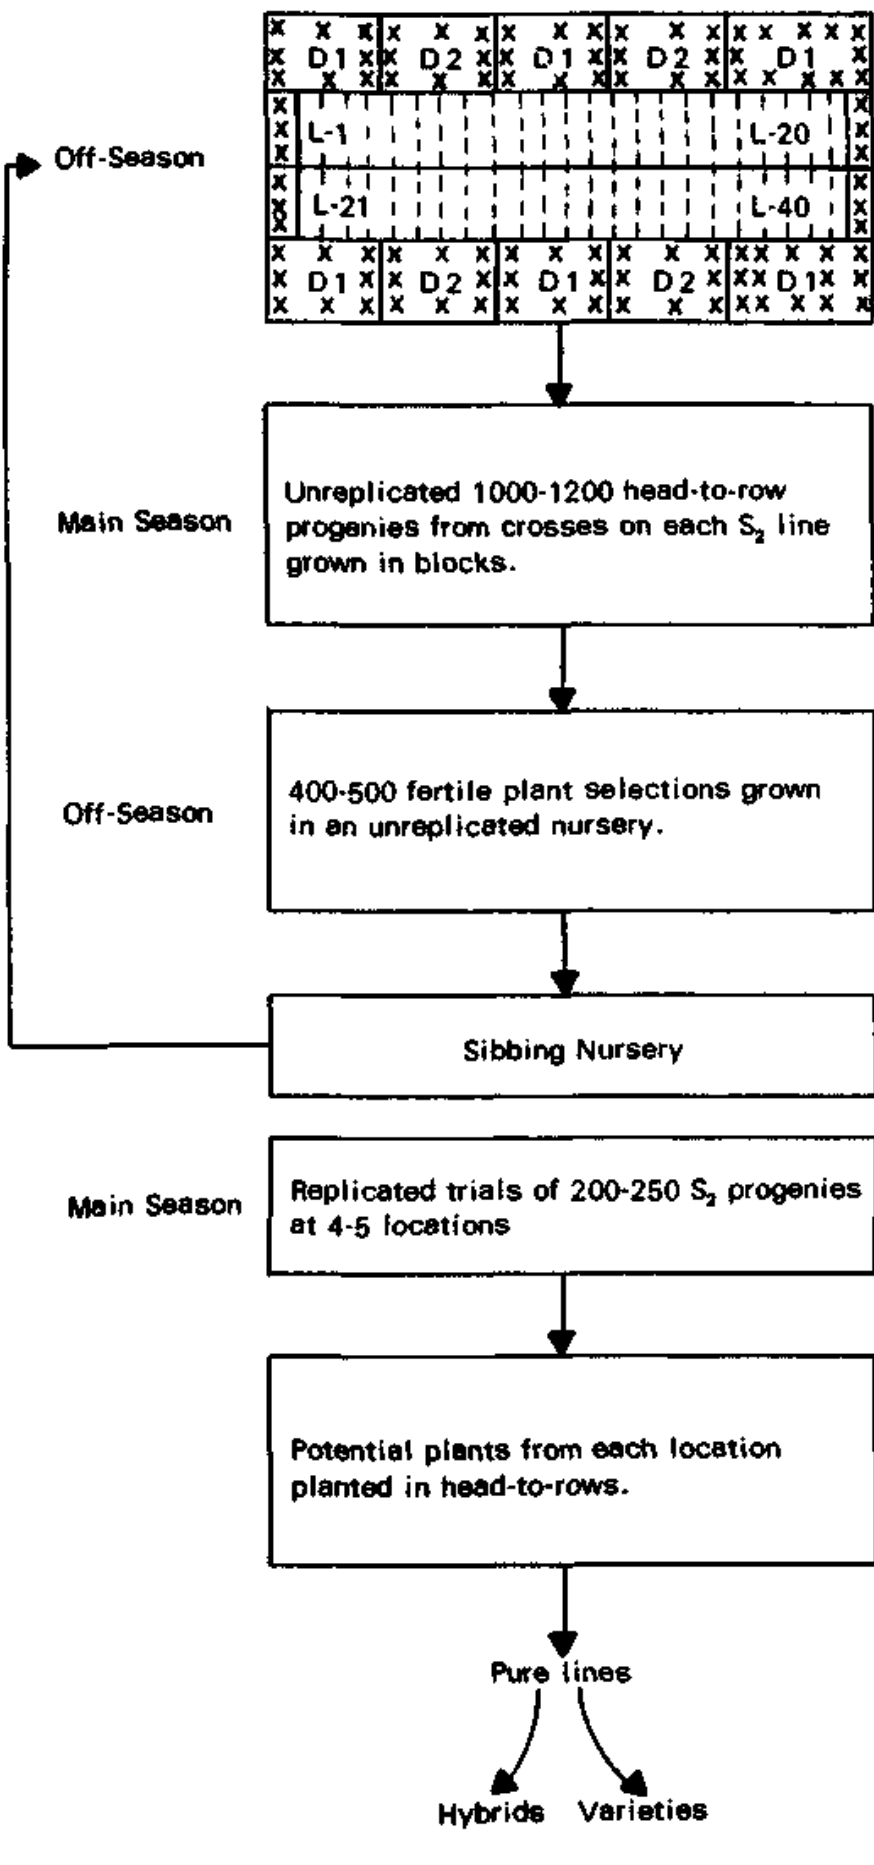 X X X X X X X X X X X X X X X
X D1 X X D2 X X D1 X X D2 X X D1 X
X X X X X X X X X X X X X X X X
X X
X L-1 L-20 X
X X
Off-Season
X X
X L-21 L-40 X
X X
X X X X X X X X X X X X X X X X
X D1 X X D2 X X D1 X X D2 X X X D1 X X
X X X X X X X X X X X X X X X X
Unreplicated 1000-1200 head-to-row
Main Season
progenies from crosses on each S₂ line
grown in blocks.
400-500 fertile plant selections grown
Off-Season
in an unreplicated nursery.
Sibbing Nursery
Main Season
Replicated trials of 200-250 S₂ progenies
at 4-5 locations
Potential plants from each location
planted in head-to-rows.
Pure lines
Hybrids Varieties